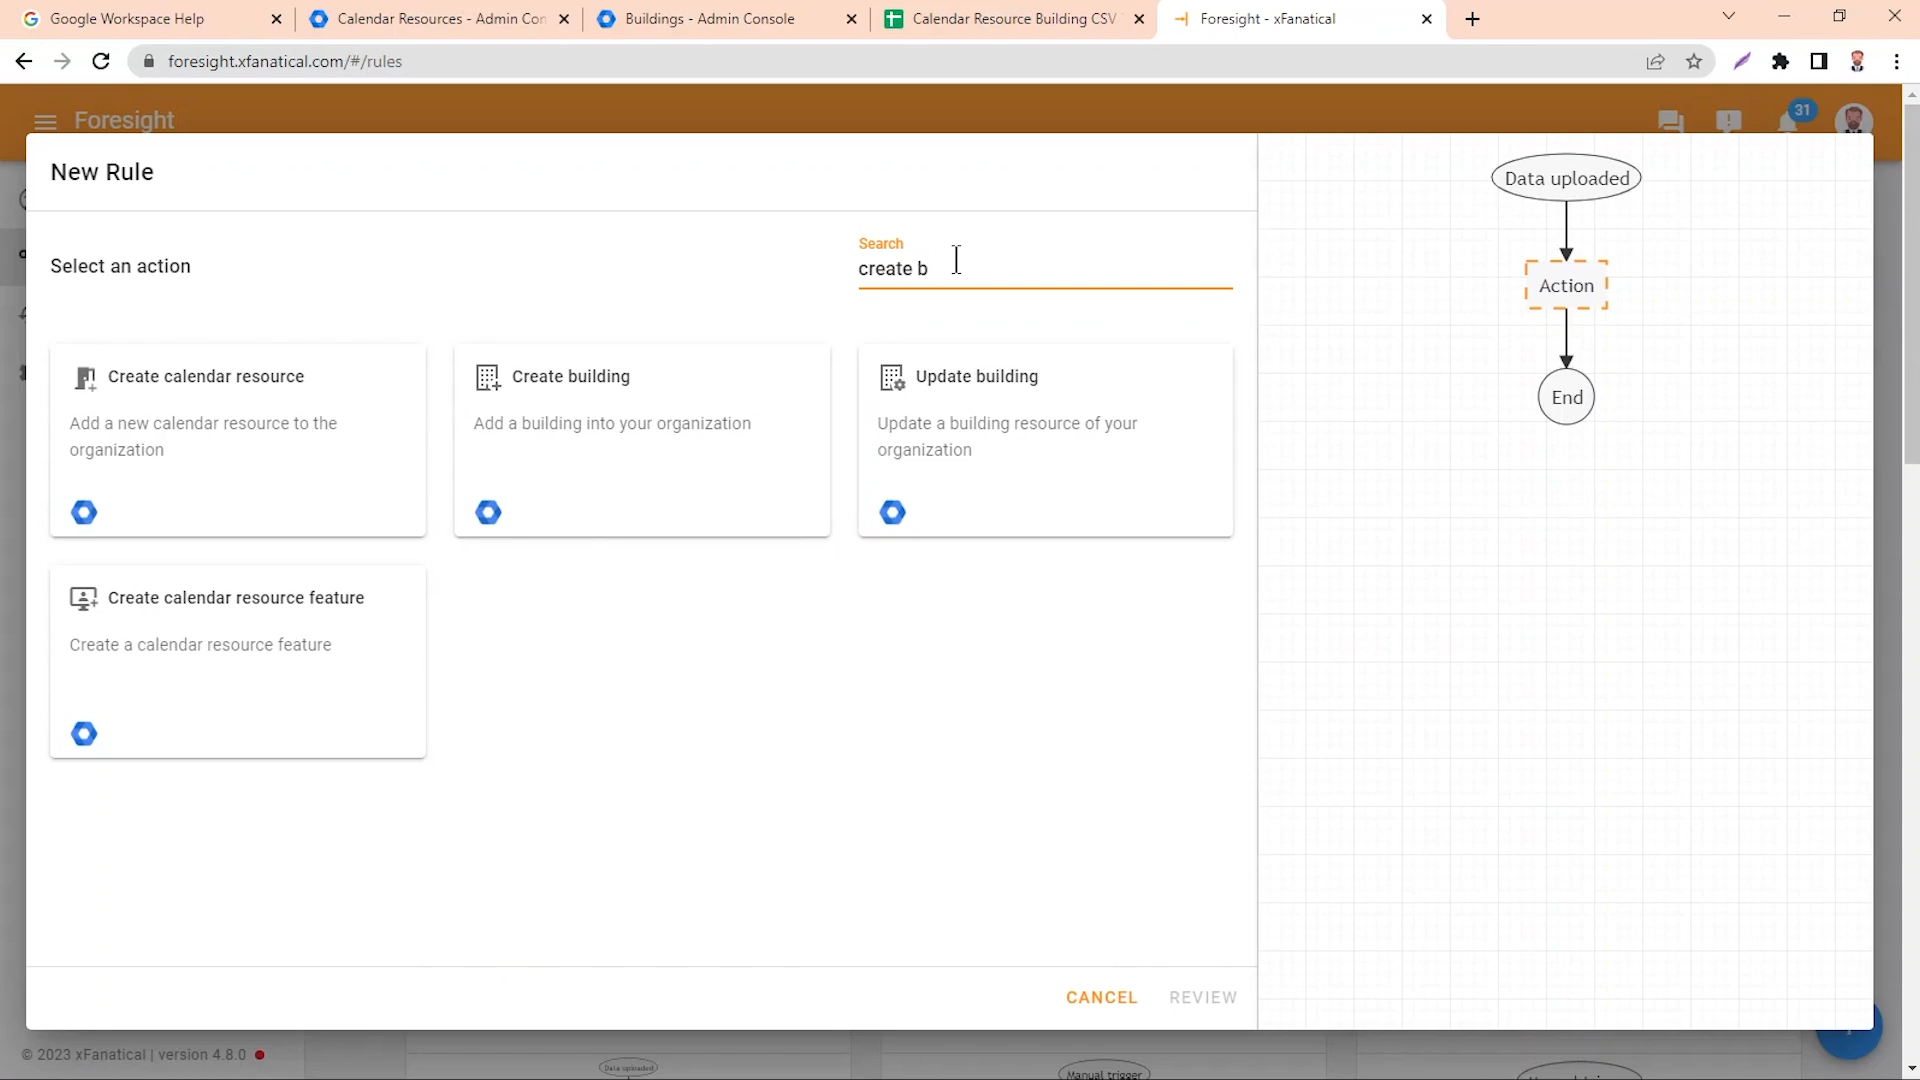 Google Workspace Help
Calendar Resources - Admin Con
Buildings - Admin Console
Calendar Resource Building CSV
Foresight - xFanatical
foresight.xfanatical.com/#/rules
Foresight
31
New Rule
Select an action
Search
create b
Create calendar resource
Add a new calendar resource to the
organization
Create building
Add a building into your organization
Update building
Update a building resource of your
organization
Create calendar resource feature
Create a calendar resource feature
CANCEL
REVIEW
Data uploaded
Action
End
© 2023 xFanatical | version 4.8.0
Data uploaded
Manual trigger